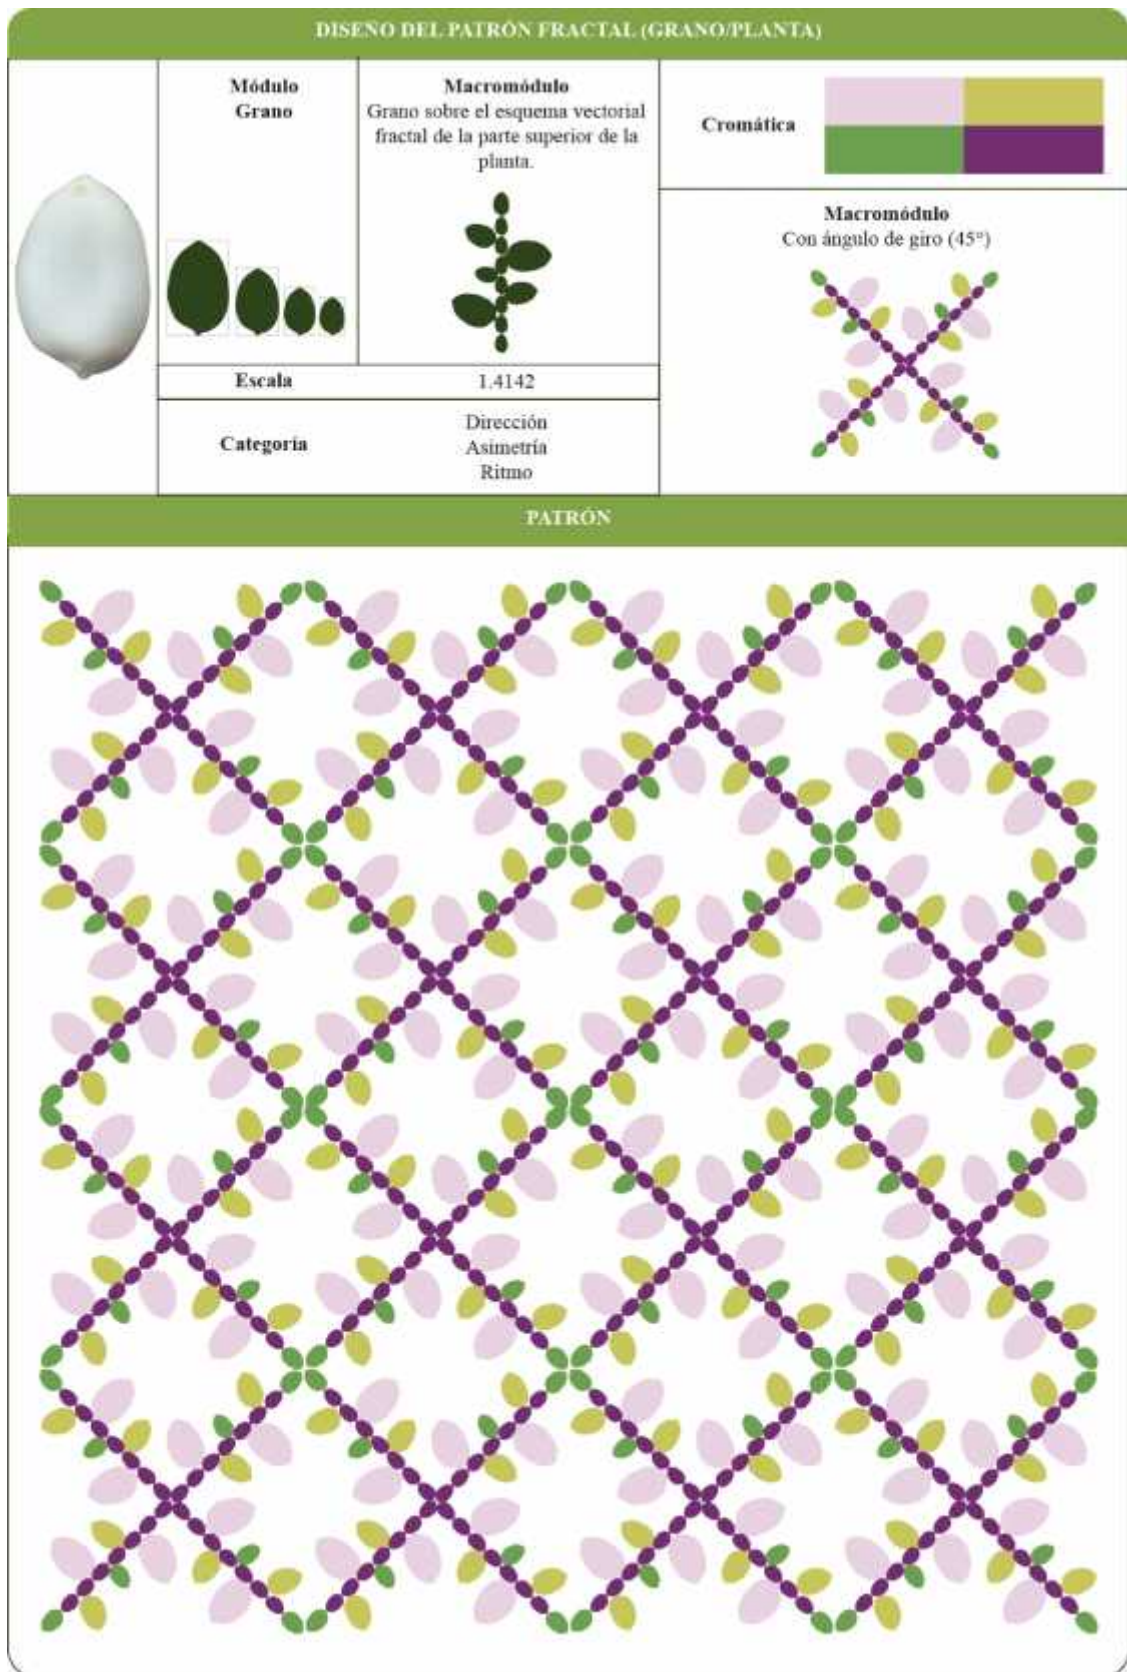 DISEÑO DEL PATRÓN FRACTAL (GRANO/PLANTA)
Módulo
Grano
Macromódulo
Grano sobre el esquema vectorial
fractal de la parte superior de la
planta.
Cromática
Macromódulo
Con ángulo de giro (45°)
Escala
1.4142
Categoría
Dirección
Asimetría
Ritmo
PATRÓN